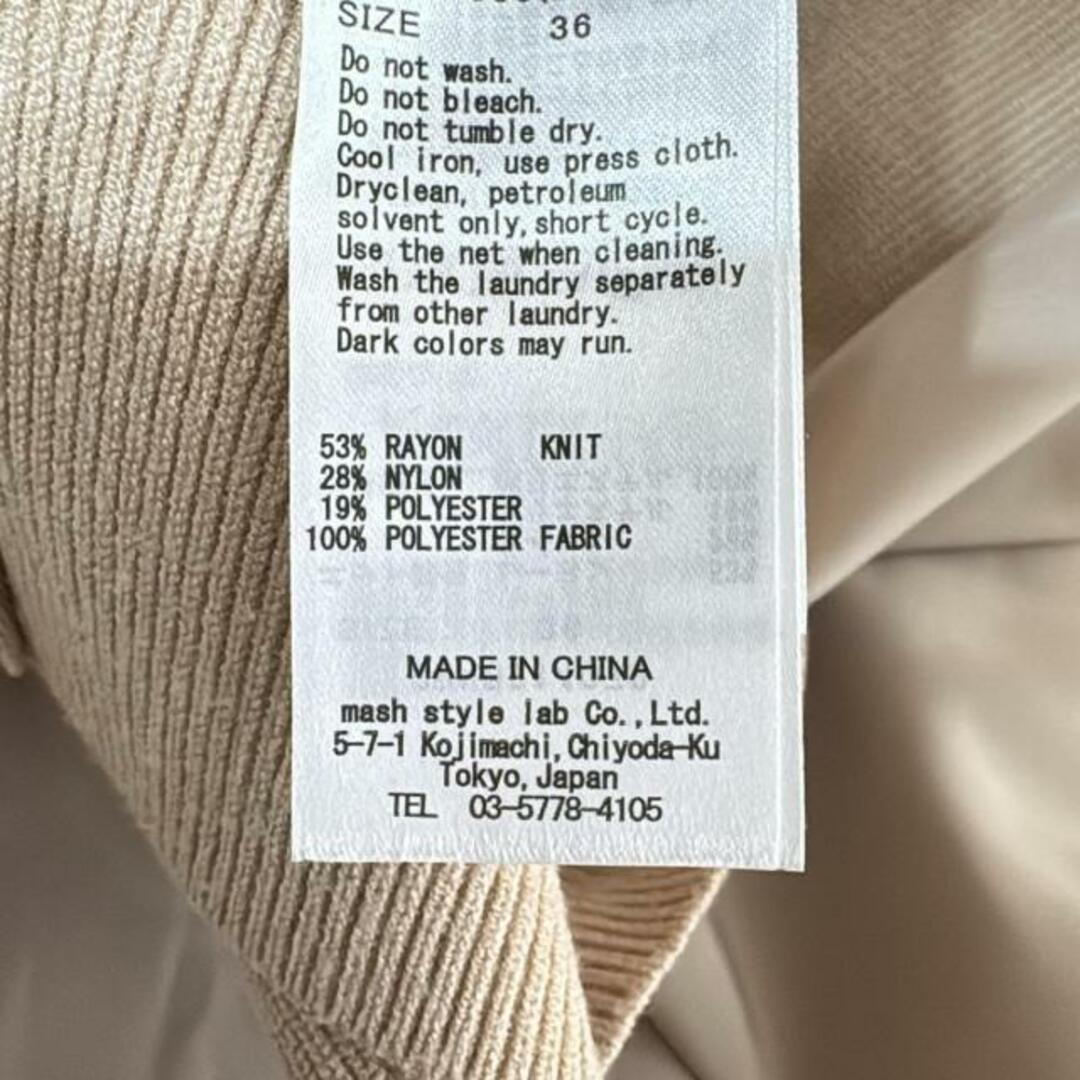 SIZE 36
Do not wash.
Do not bleach.
Do not tumble dry.
Cool iron, use press cloth.
Dryclean, petroleum
solvent only, short cycle.
Use the net when cleaning.
Wash the laundry separately
from other laundry.
Dark colors may run.
53% RAYON KNIT
28% NYLON
19% POLYESTER
100% POLYESTER FABRIC
MADE IN CHINA
mash style lab Co.,Ltd.
5-7-1 Kojimachi, Chiyoda-Ku
Tokyo, Japan
TEL 03-5778-4105